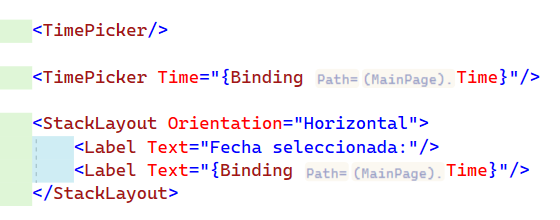 <TimePicker/>
<TimePicker Time="{Binding Path=(MainPage).Time}"/>
<StackLayout Orientation="Horizontal">
<Label Text="Fecha seleccionada:"/>
<Label Text="{Binding Path=(MainPage).Time}"/>
</StackLayout>